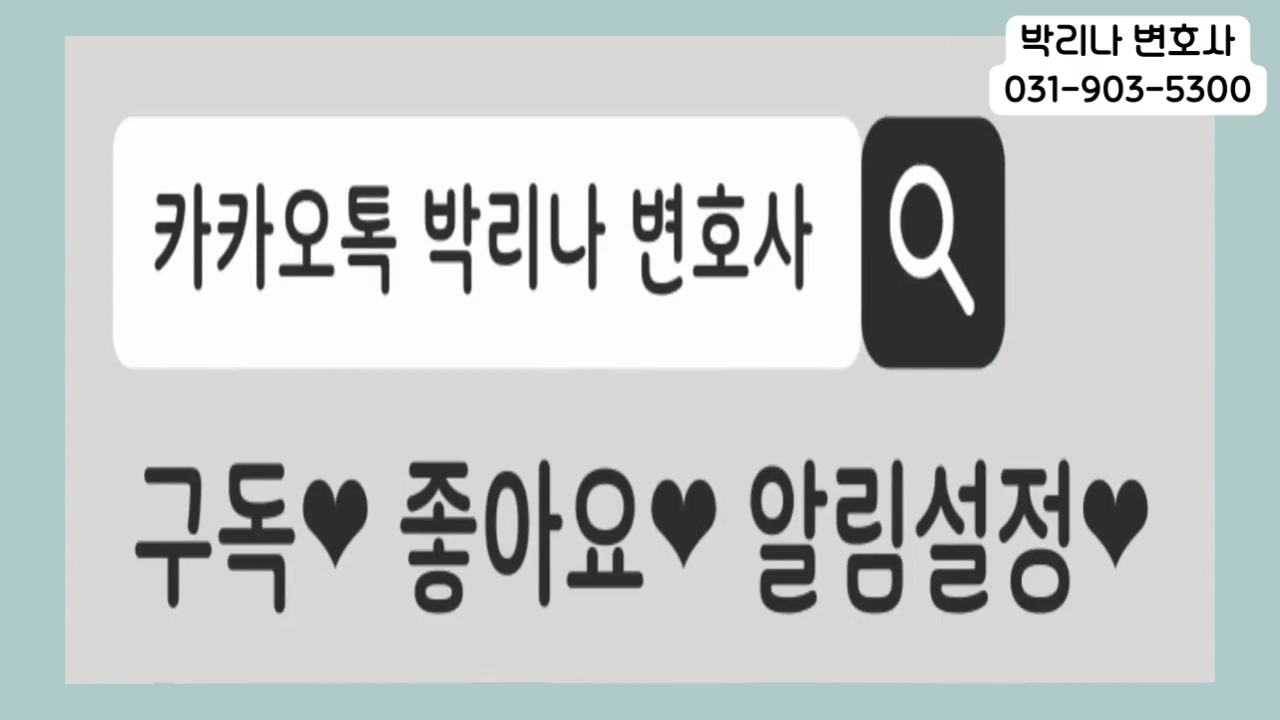 박리나 변호사
031-903-5300
카카오톡 박리나 변호사
구독♥ 좋아요♥ 알림설정♥